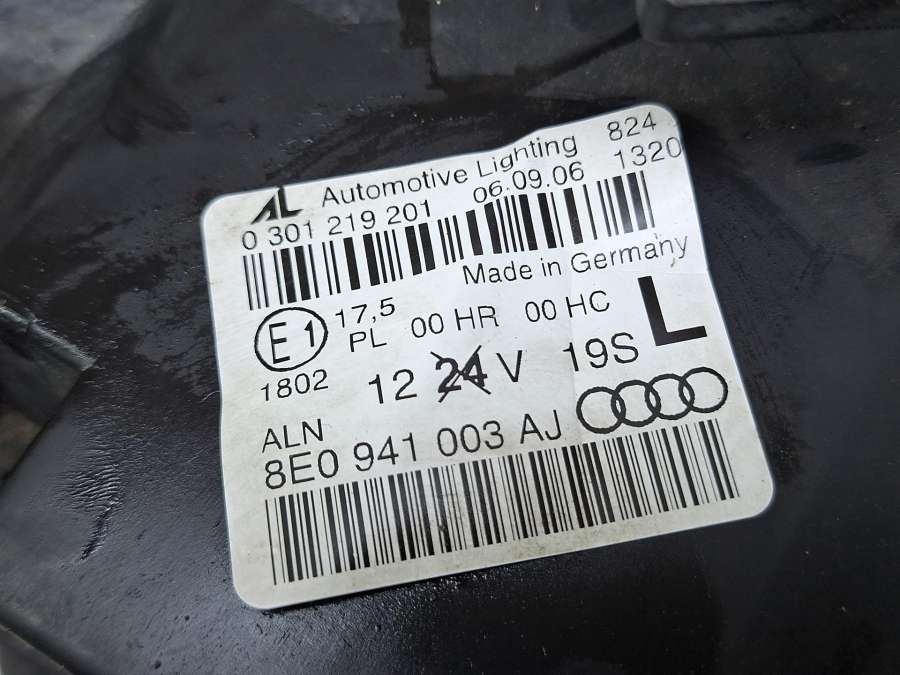 AL Automotive Lighting 824
0 301 219 201 06.09.06 1320
Made in Germany
E1 17,5 PL 00 HR 00 HC L
1802 12 24 V 19S
ALN
8E0 941 003 AJ